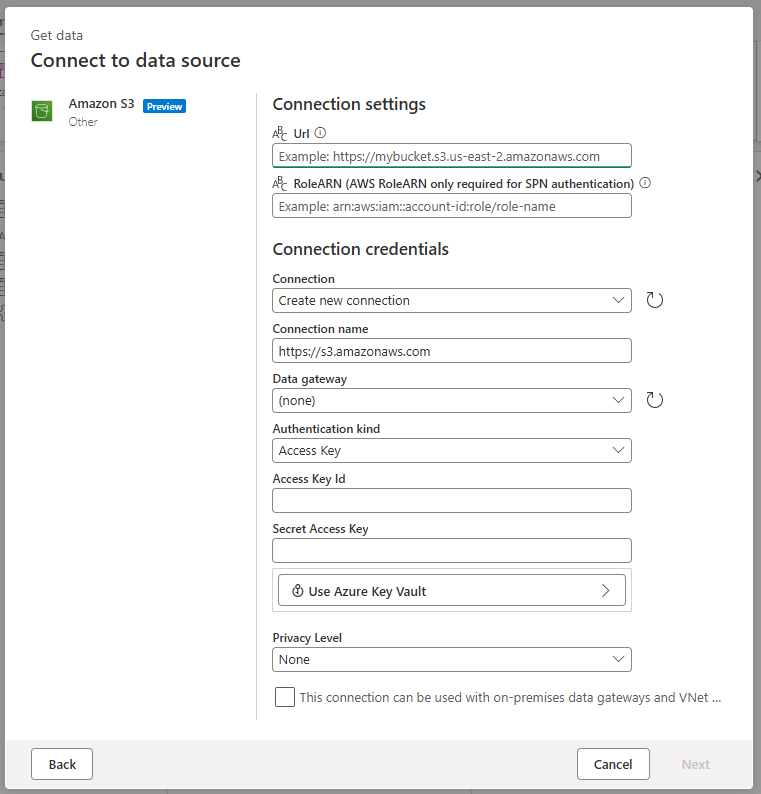 Get data
Connect to data source
Amazon S3 Preview
Other
Connection settings
ABC Url
Example: https://mybucket.s3.us-east-2.amazonaws.com
ABC RoleARN (AWS RoleARN only required for SPN authentication)
Example: arn:aws:iam::account-id:role/role-name
Connection credentials
Connection
Create new connection
Connection name
https://s3.amazonaws.com
Data gateway
(none)
Authentication kind
Access Key
Access Key Id
Secret Access Key
Use Azure Key Vault
Privacy Level
None
This connection can be used with on-premises data gateways and VNet ...
Back
Cancel
Next